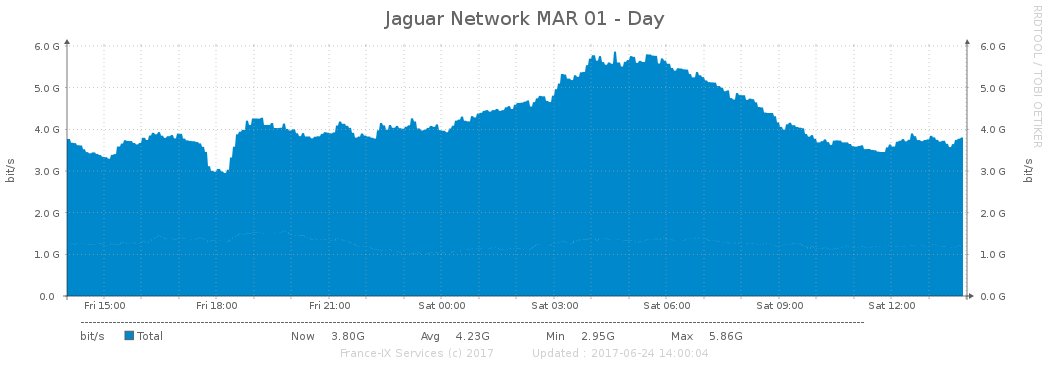 Jaguar Network MAR 01 - Day
RRDTOOL / TOBI OETIKER
6.0 G 6.0 G
5.0 G 5.0 G
4.0 G 4.0 G
3.0 G 3.0 G
2.0 G 2.0 G
1.0 G 1.0 G
0.0 0.0 G
bit/s bit/s
Fri 15:00 Fri 18:00 Fri 21:00 Sat 00:00 Sat 03:00 Sat 06:00 Sat 09:00 Sat 12:00
bit/s Total Now 3.80G Avg 4.23G Min 2.95G Max 5.86G
France-IX Services (c) 2017 Updated : 2017-06-24 14:00:04